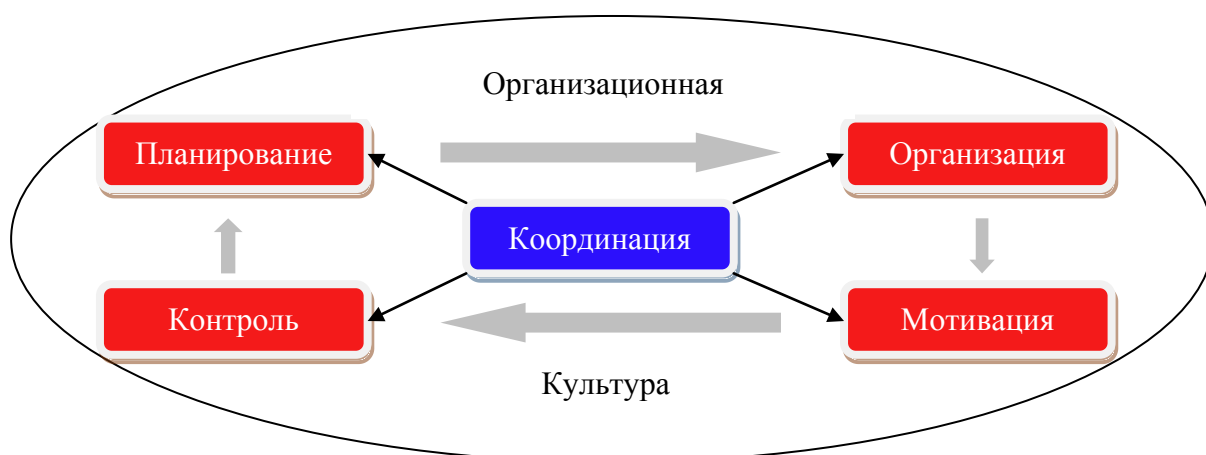 Организационная
Планирование
Организация
Координация
Контроль
Мотивация
Культура